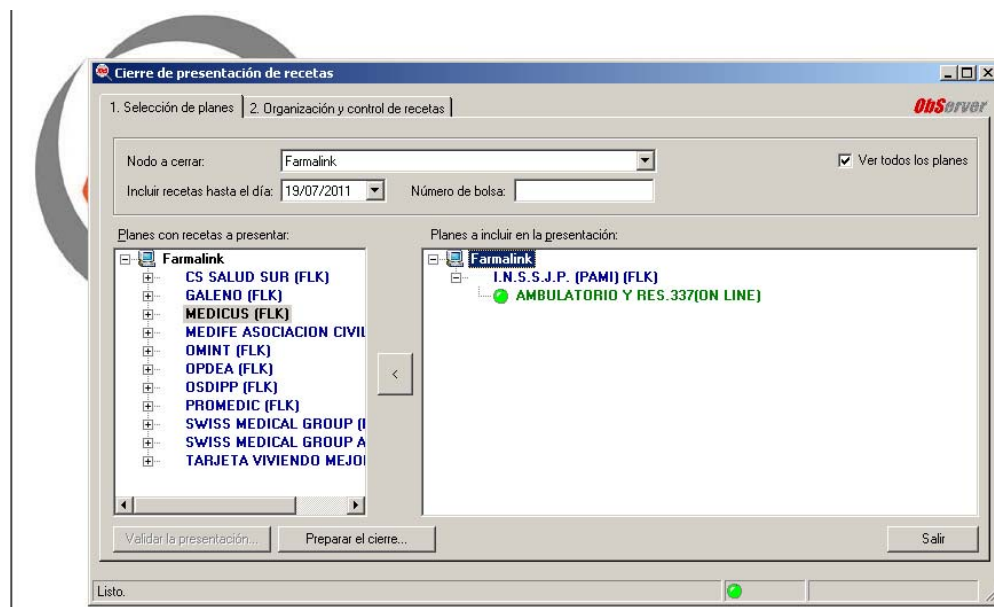 Cierre de presentación de recetas
1. Selección de planes 2. Organización y control de recetas ObServer
Nodo a cerrar: Farmalink Ver todos los planes
Incluir recetas hasta el día: 19/07/2011 Número de bolsa:
Planes con recetas a presentar: Planes a incluir en la presentación:
Farmalink Farmalink
CS SALUD SUR (FLK) I.N.S.S.J.P. (PAMI) (FLK)
GALENO (FLK) AMBULATORIO Y RES.337(ON LINE)
MEDICUS (FLK)
MEDIFE ASOCIACION CIVIL
OMINT (FLK)
OPDEA (FLK)
<
OSDIPP (FLK)
PROMEDIC (FLK)
SWISS MEDICAL GROUP (
SWISS MEDICAL GROUP A
TARJETA VIVIENDO MEJO
Validar la presentación... Preparar el cierre... Salir
Listo.